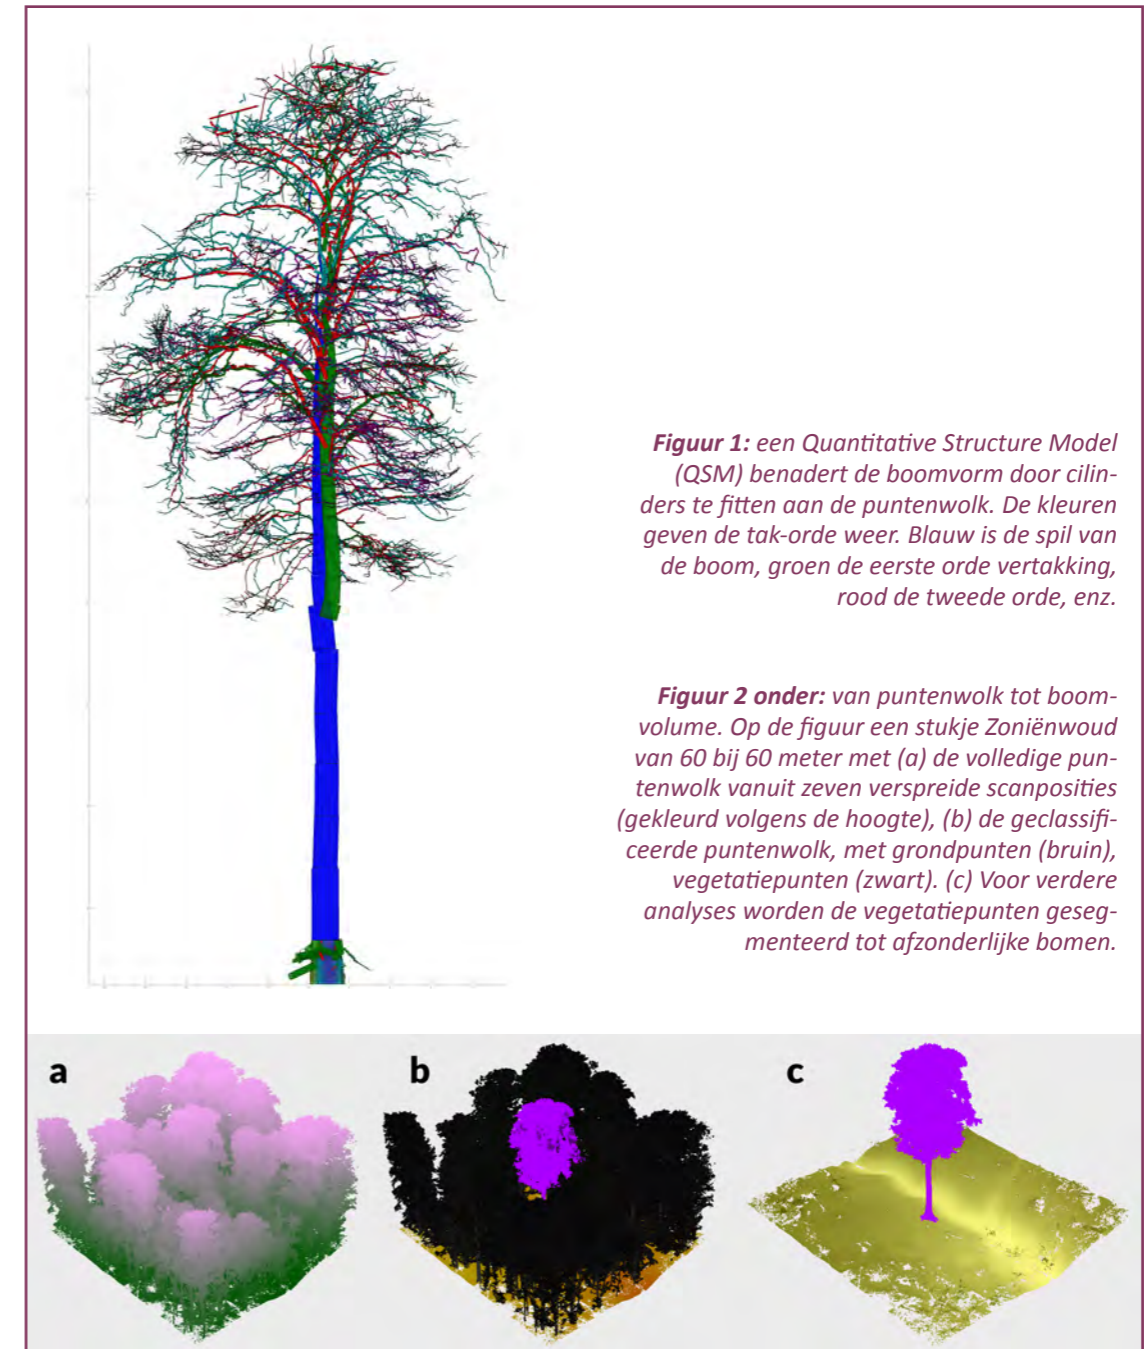 Figuur 1: een Quantitative Structure Model
(QSM) benadert de boomvorm door cilin-
ders te fitten aan de puntenwolk. De kleuren
geven de tak-orde weer. Blauw is de spil van
de boom, groen de eerste orde vertakking,
rood de tweede orde, enz.
Figuur 2 onder: van puntenwolk tot boom-
volume. Op de figuur een stukje Zoniënwoud
van 60 bij 60 meter met (a) de volledige pun-
tenwolk vanuit zeven verspreide scanposities
(gekleurd volgens de hoogte), (b) de geclassifi-
ceerde puntenwolk, met grondpunten (bruin),
vegetatiepunten (zwart). (c) Voor verdere
analyses worden de vegetatiepunten geseg-
menteerd tot afzonderlijke bomen.
a b c